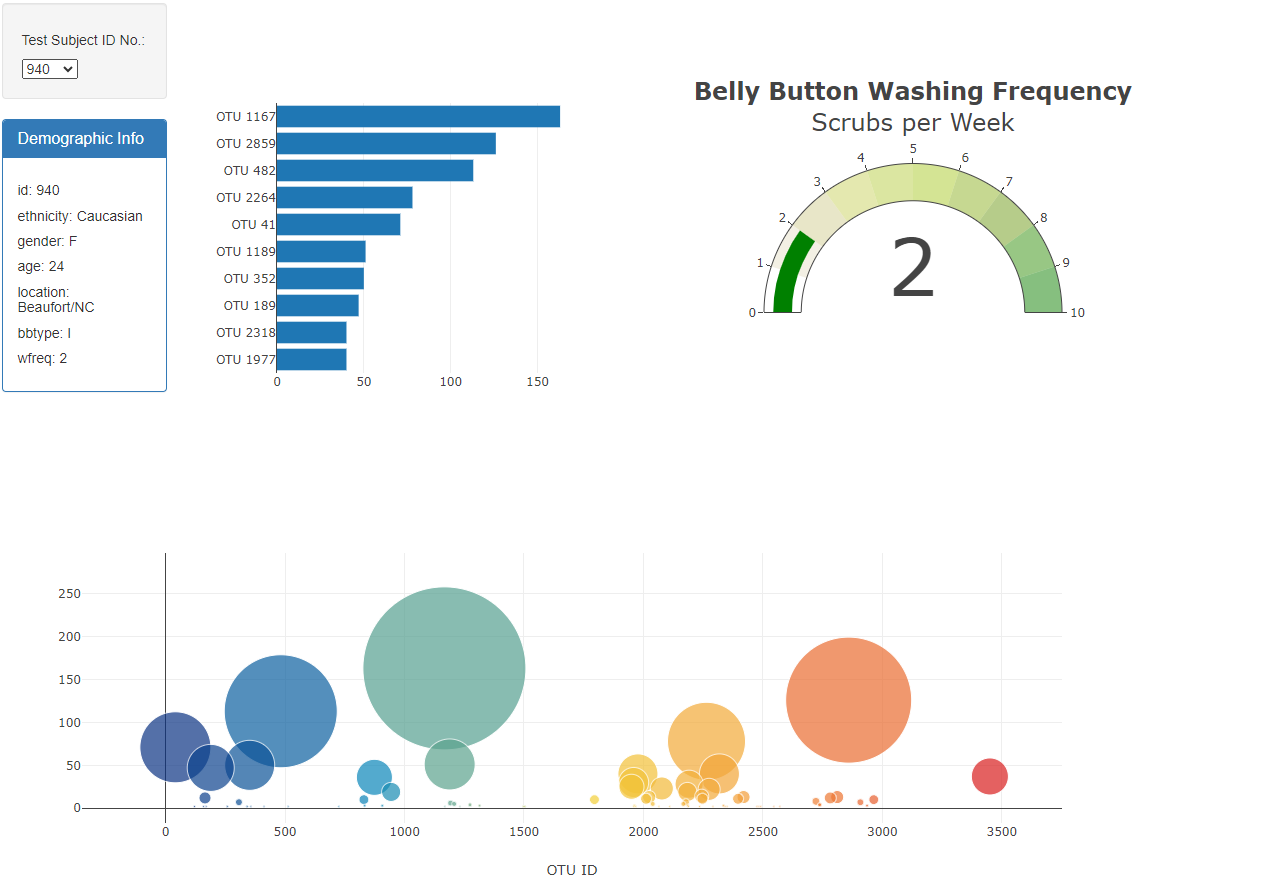 Test Subject ID No.:
940
Demographic Info
id: 940
ethnicity: Caucasian
gender: F
age: 24
location:
Beaufort/NC
bbtype: I
wfreq: 2
OTU 1167
OTU 2859
OTU 482
OTU 2264
OTU 41
OTU 1189
OTU 352
OTU 189
OTU 2318
OTU 1977
0 50 100 150
Belly Button Washing Frequency
Scrubs per Week
0
1
2
3
4
5
6
7
8
9
10
2
250
200
150
100
50
0
0 500 1000 1500 2000 2500 3000 3500
OTU ID